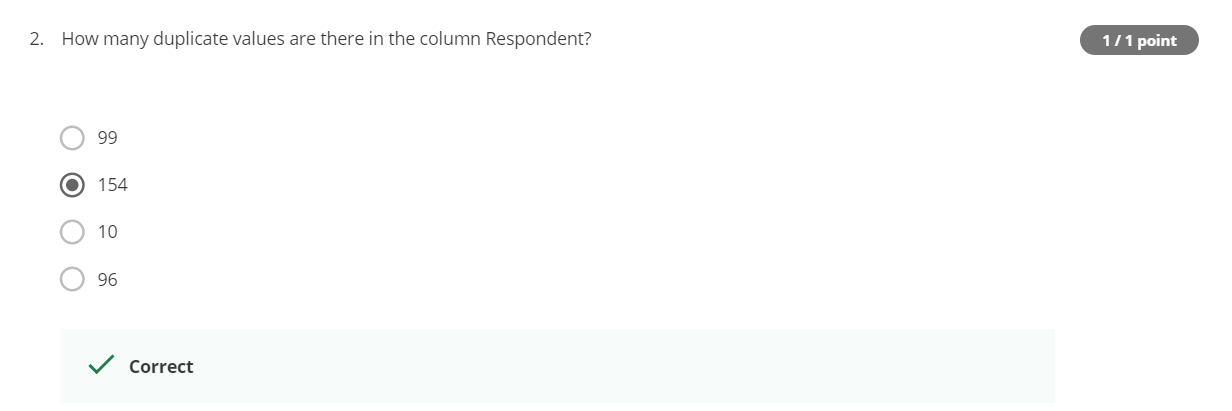 2. How many duplicate values are there in the column Respondent?
1 / 1 point
99
154
10
96
Correct